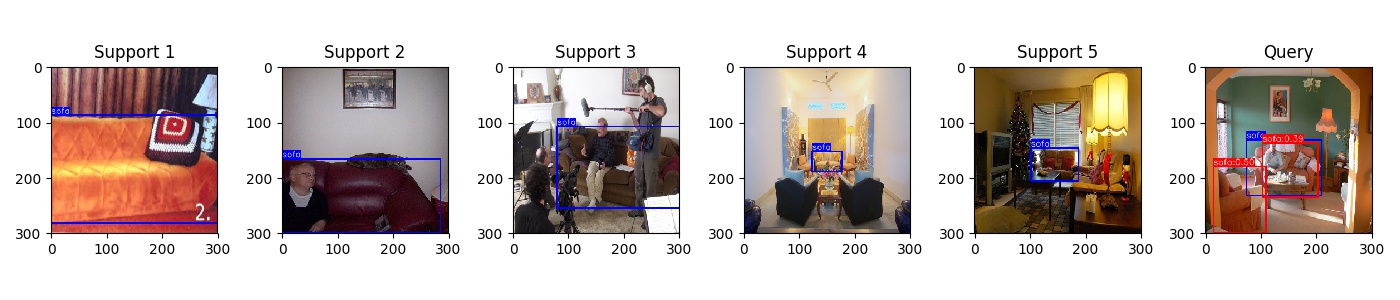 Support 1 Support 2 Support 3 Support 4 Support 5 Query
0 0 0 0 0 0
100 100 100 100 100 100
200 200 200 200 200 200
300 300 300 300 300 300
sofa sofa sofa sofa sofa sofa sofa:0.39
sofa:0.50
2.
0 100 200 300 0 100 200 300 0 100 200 300 0 100 200 300 0 100 200 300 0 100 200 300